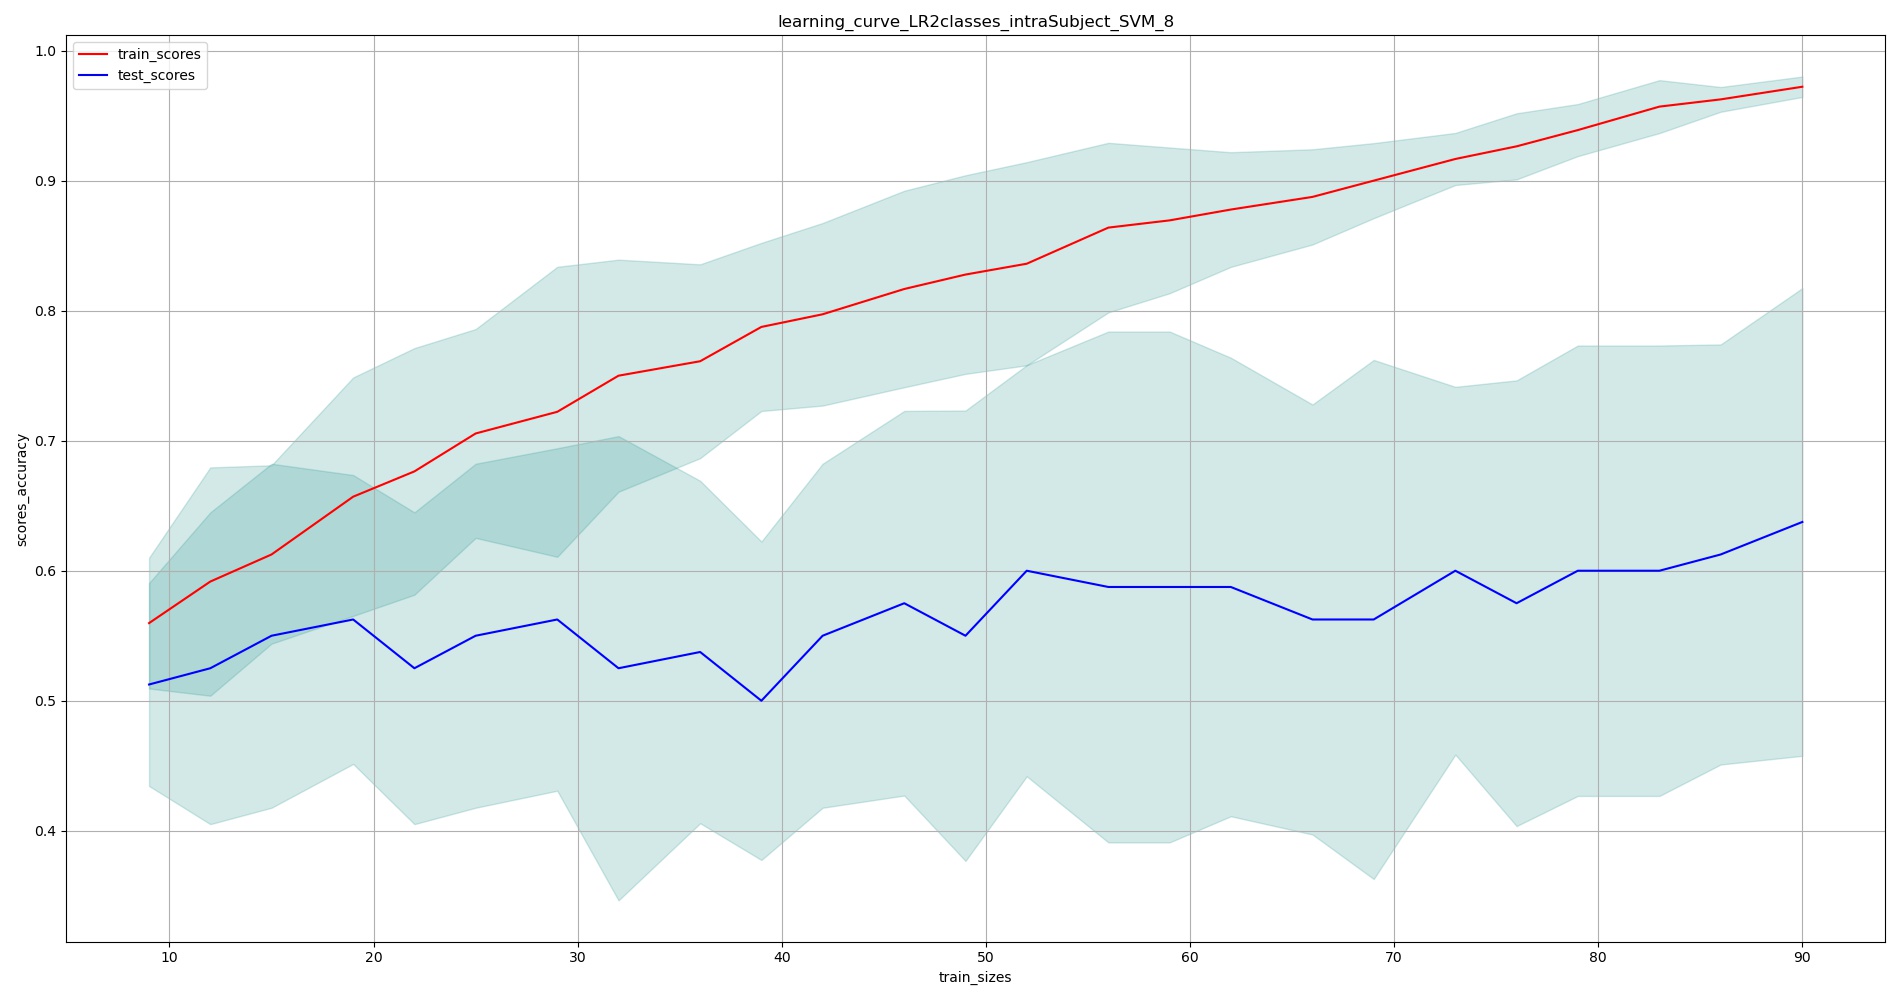 learning_curve_LR2classes_intraSubject_SVM_8
train_scores
test_scores
scores_accuracy
1.0
0.9
0.8
0.7
0.6
0.5
0.4
10 20 30 40 50 60 70 80 90
train_sizes